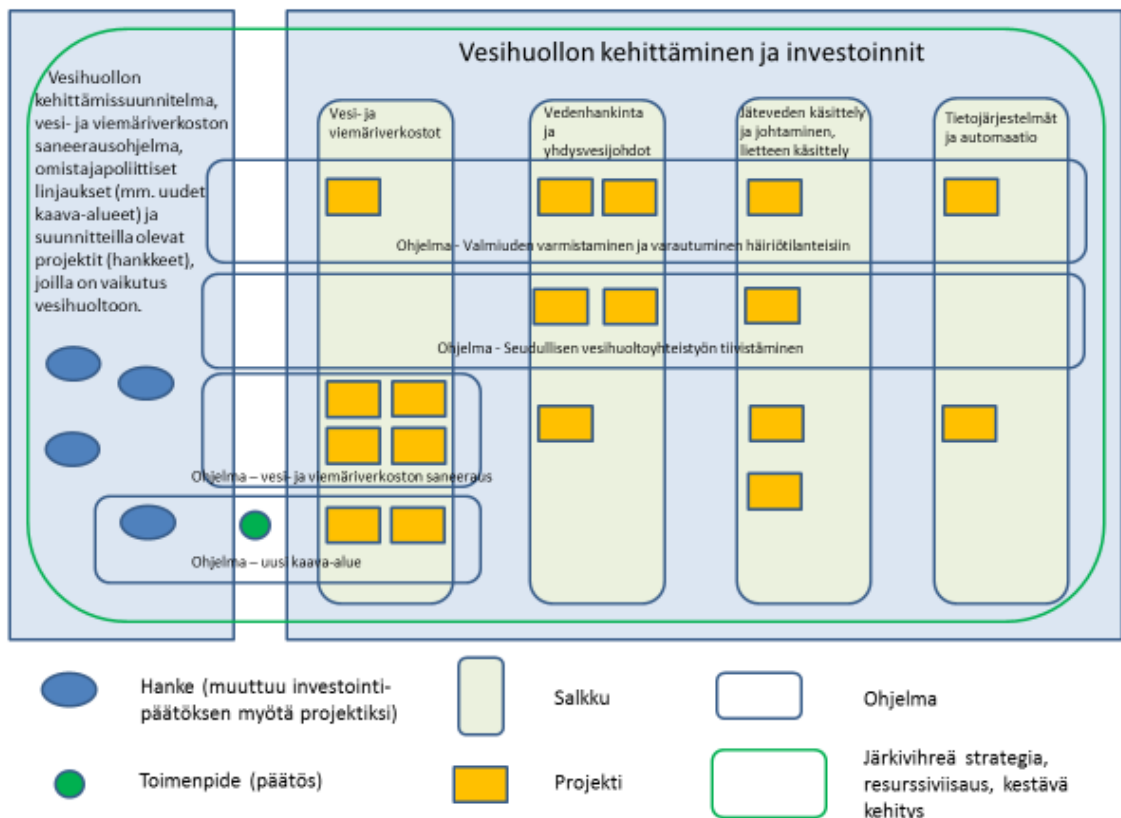 Vesihuollon kehittäminen ja investoinnit
Vesihuollon
kehittämissuunnitelma,
vesi- ja viemäriverkoston
saneerausohjelma,
omistajapoliittiset
linjaukset (mm. uudet
kaava-alueet) ja
suunnitteilla olevat
projektit (hankkeet),
joilla on vaikutus
vesihuoltoon.
Vesi- ja
viemäriverkostot
Vedenhankinta
ja
yhdysvesijohdot
Jäteveden käsittely
ja johtaminen,
lietteen käsittely
Tietojärjestelmät
ja automaatio
Ohjelma - Valmiuden varmistaminen ja varautuminen häiriötilanteisiin
Ohjelma - Seudullisen vesihuoltoyhteistyön tiivistäminen
Ohjelma – vesi- ja viemäriverkoston saneeraus
Ohjelma – uusi kaava-alue
Hanke (muuttuu investointi-
päätöksen myötä projektiksi)
Salkku
Ohjelma
Toimenpide (päätös)
Projekti
Järkivihreä strategia,
resurssiviisaus, kestävä
kehitys